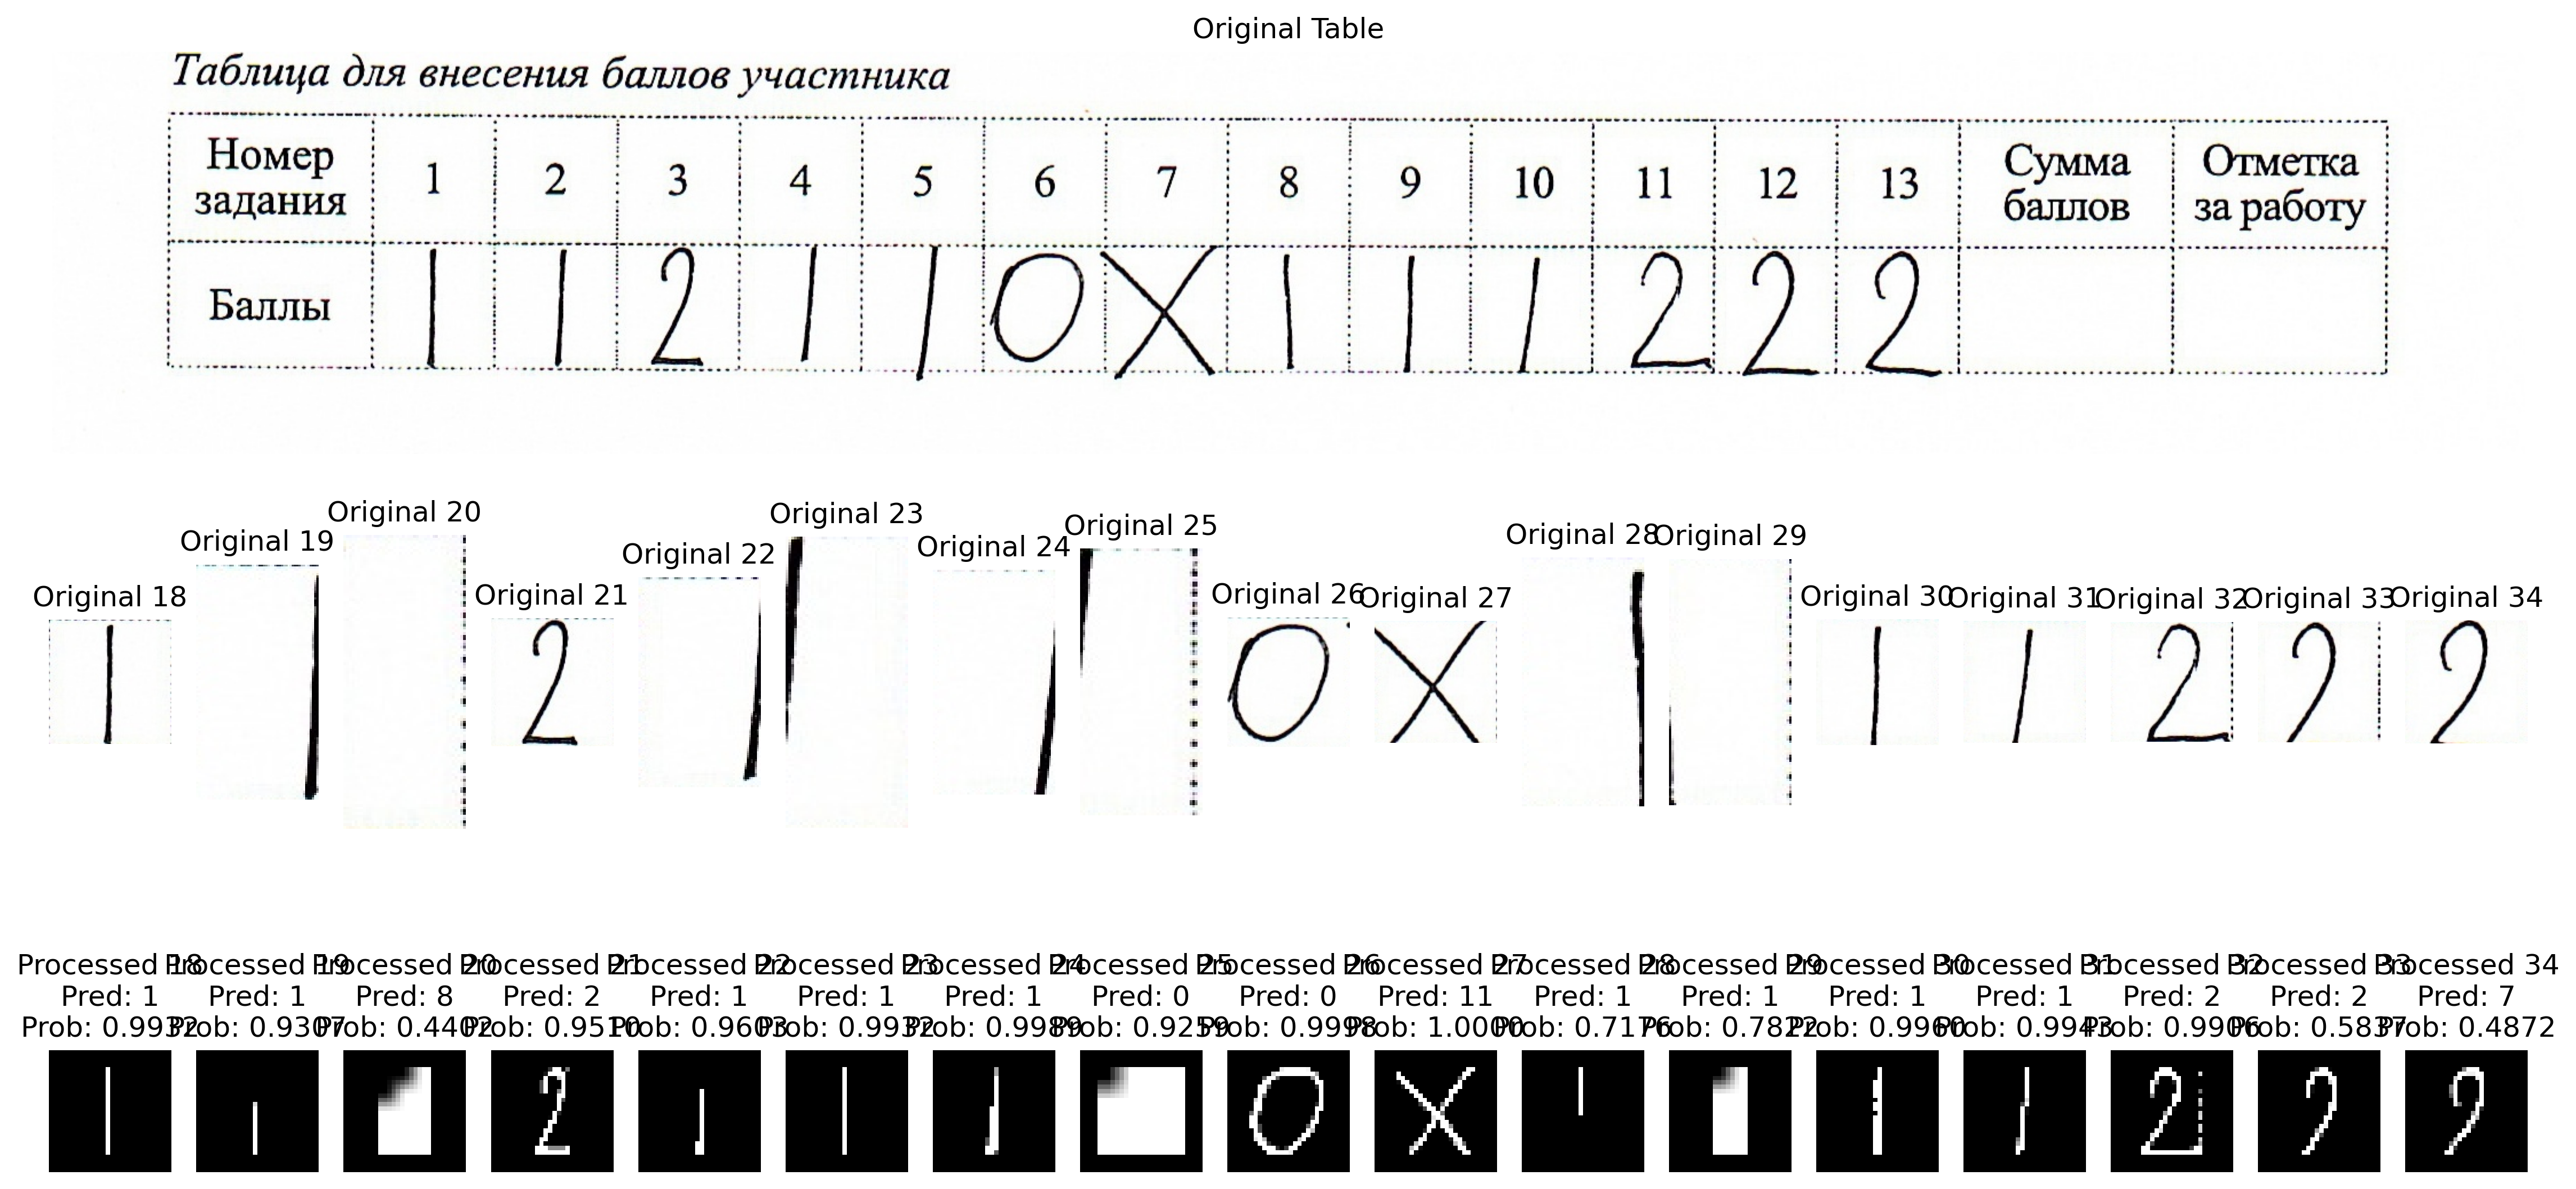 Original Table
Таблица для внесения баллов участника
Номер задания 1 2 3 4 5 6 7 8 9 10 11 12 13 Сумма баллов Отметка за работу
Баллы 1 1 2 1 1 0 X 1 1 1 2 2 2
Original 18 Original 19 Original 20 Original 21 Original 22 Original 23 Original 24 Original 25 Original 26 Original 27 Original 28 Original 29 Original 30 Original 31 Original 32 Original 33 Original 34
1 2 0 X 1 1 2 2 2
Processed 18 Processed 19 Processed 20 Processed 21 Processed 22 Processed 23 Processed 24 Processed 25 Processed 26 Processed 27 Processed 28 Processed 29 Processed 30 Processed 31 Processed 32 Processed 33 Processed 34
Pred: 1 Pred: 1 Pred: 8 Pred: 2 Pred: 1 Pred: 1 Pred: 1 Pred: 0 Pred: 0 Pred: 11 Pred: 1 Pred: 1 Pred: 1 Pred: 1 Pred: 2 Pred: 2 Pred: 7
Prob: 0.9932 Prob: 0.9307 Prob: 0.4402 Prob: 0.9510 Prob: 0.9603 Prob: 0.9932 Prob: 0.9989 Prob: 0.9259 Prob: 0.9998 Prob: 1.0000 Prob: 0.7176 Prob: 0.7822 Prob: 0.9960 Prob: 0.9943 Prob: 0.9906 Prob: 0.5837 Prob: 0.4872